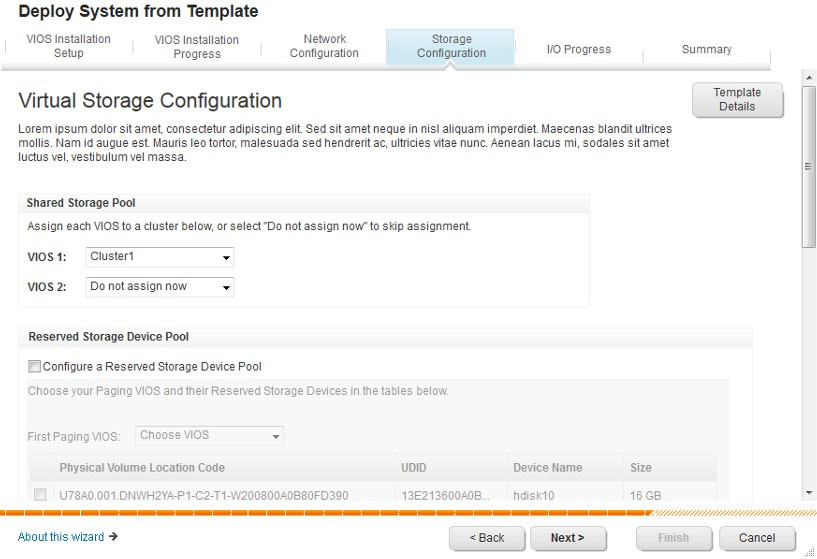 Deploy System from Template
VIOS Installation
Setup
VIOS Installation
Progress
Network
Configuration
Storage
Configuration
I/O Progress
Summary
Virtual Storage Configuration
Template
Details
Lorem ipsum dolor sit amet, consectetur adipiscing elit. Sed sit amet neque in nisl aliquam imperdiet. Maecenas blandit ultrices
mollis. Nam id augue est. Mauris leo tortor, malesuada sed hendrerit ac, ultricies vitae nunc. Aenean lacus mi, sodales sit amet
luctus vel, vestibulum vel massa.
Shared Storage Pool
Assign each VIOS to a cluster below, or select "Do not assign now" to skip assignment.
VIOS 1: Cluster1
VIOS 2: Do not assign now
Reserved Storage Device Pool
Configure a Reserved Storage Device Pool
Choose your Paging VIOS and their Reserved Storage Devices in the tables below.
First Paging VIOS: Choose VIOS
Physical Volume Location Code UDID Device Name Size
U78A0.001.DNWH2YA-P1-C2-T1-W200800A0B80FD390 13E213600A0B... hdisk10 16 GB
About this wizard
< Back Next > Finish Cancel